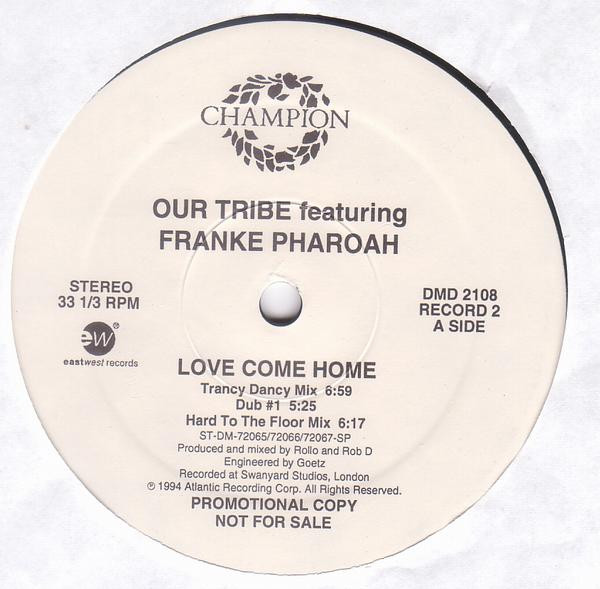 CHAMPION
OUR TRIBE featuring
FRANKE PHAROAH
STEREO
33 1/3 RPM
ew®
eastwest records
DMD 2108
RECORD 2
A SIDE
LOVE COME HOME
Trancy Dancy Mix 6:59
Dub #1 5:25
Hard To The Floor Mix 6:17
ST-DM-72065/72066/72067-SP
Produced and mixed by Rollo and Rob D
Engineered by Goetz
Recorded at Swanyard Studios, London
℗ 1994 Atlantic Recording Corp. All Rights Reserved.
PROMOTIONAL COPY
NOT FOR SALE